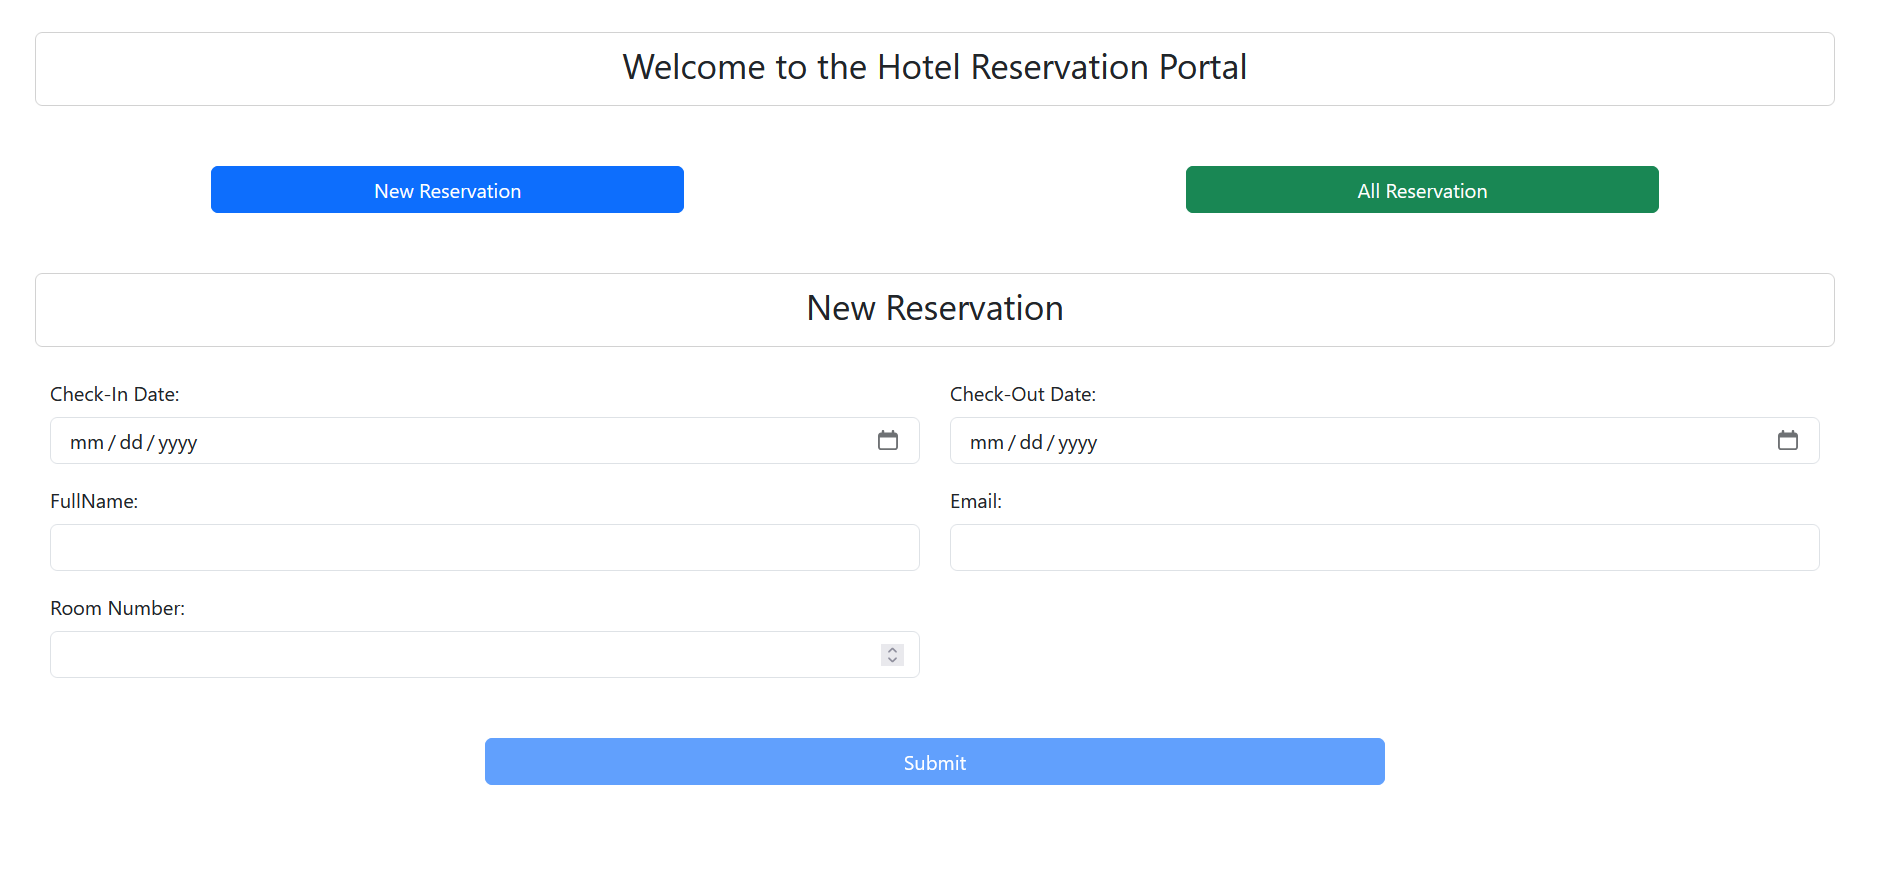 Welcome to the Hotel Reservation Portal
New Reservation
All Reservation
New Reservation
Check-In Date:
Check-Out Date:
mm/dd/yyyy
mm/dd/yyyy
FullName:
Email:
Room Number:
Submit